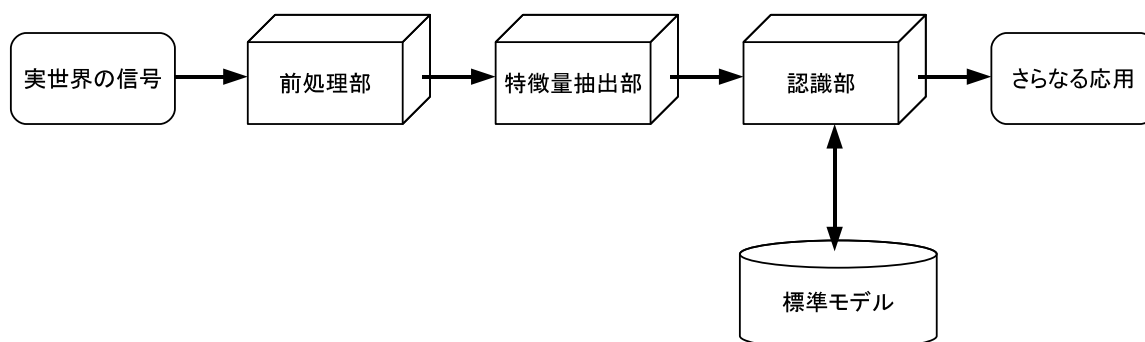 実世界の信号
前処理部
特徴量抽出部
認識部
さらなる応用
標準モデル